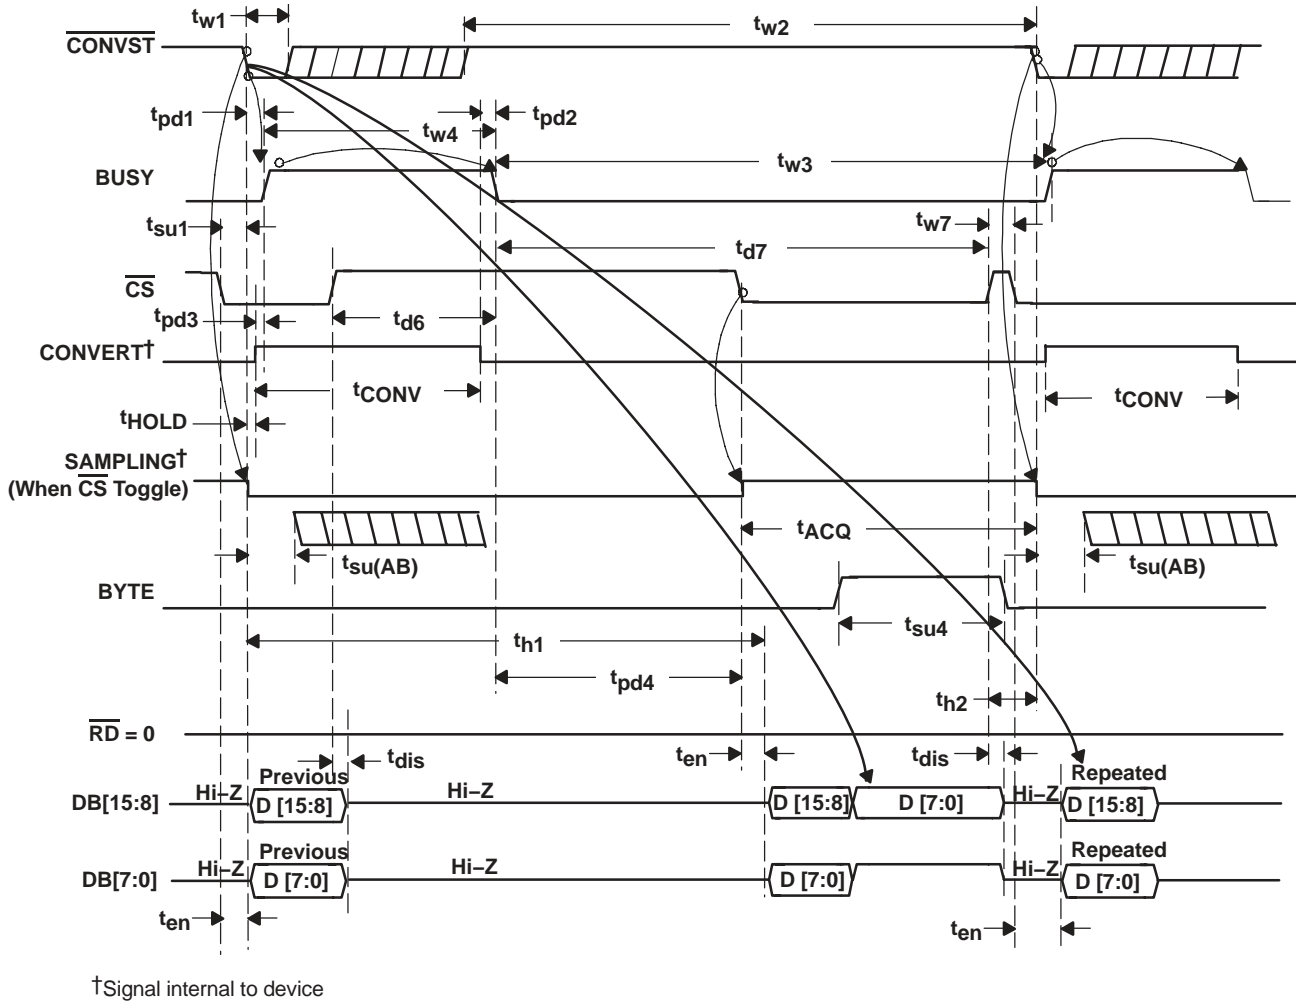 tw1
tw2
CONVST
tpd1
tw4
tpd2
tw3
BUSY
tsu1
tw7
td7
CS
tpd3
td6
CONVERT†
tCONV
tCONV
tHOLD
SAMPLING†
(When CS Toggle)
tACQ
tsu(AB)
tsu(AB)
BYTE
tsu4
th1
tpd4
th2
RD = 0
tdis
ten
tdis
Previous
Repeated
DB[15:8] Hi–Z D [15:8] Hi–Z D [15:8] D [7:0] Hi–Z D [15:8]
Previous
Repeated
DB[7:0] Hi–Z D [7:0] Hi–Z D [7:0] Hi–Z D [7:0]
ten
ten
†Signal internal to device